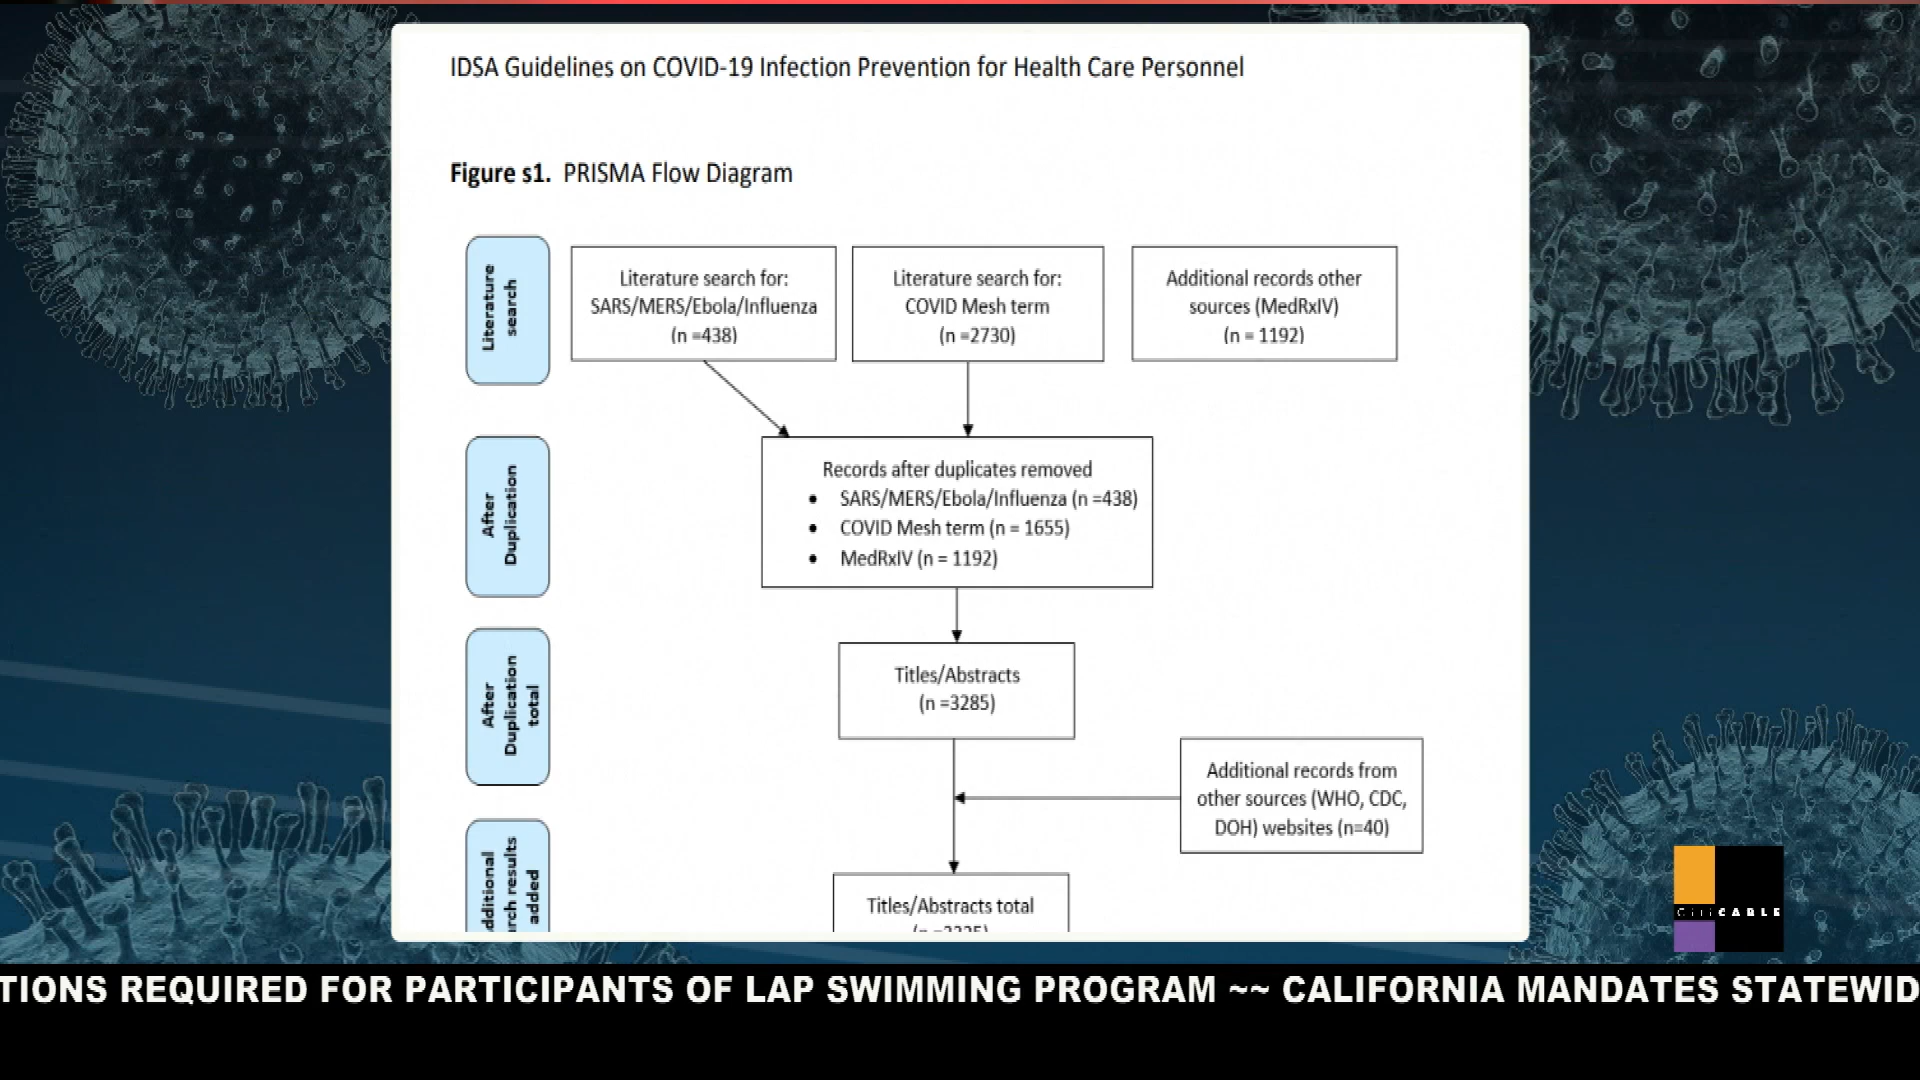 IDSA Guidelines on COVID-19 Infection Prevention for Health Care Personnel
Figure s1. PRISMA Flow Diagram
Literature
search
Literature search for:
SARS/MERS/Ebola/Influenza
(n =438)
Literature search for:
COVID Mesh term
(n =2730)
Additional records other
sources (MedRxIV)
(n = 1192)
After
Duplication
Records after duplicates removed
• SARS/MERS/Ebola/Influenza (n =438)
• COVID Mesh term (n = 1655)
• MedRxIV (n = 1192)
After
Duplication
total
Titles/Abstracts
(n =3285)
Additional records from
other sources (WHO, CDC,
DOH) websites (n=40)
dditional
rch results
added
Titles/Abstracts total
CITICABLE
TIONS REQUIRED FOR PARTICIPANTS OF LAP SWIMMING PROGRAM ~~ CALIFORNIA MANDATES STATEWID